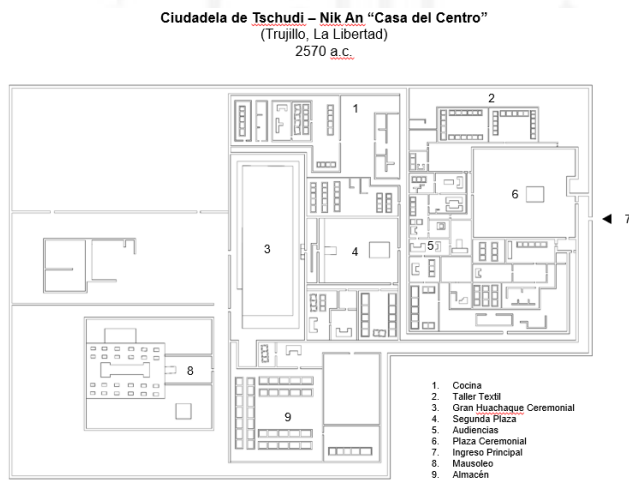 Ciudadela de Tschudi – Nik An “Casa del Centro”
(Trujillo, La Libertad)
2570 a.c.
1
2
3
4
5
6
7
8
9
1. Cocina
2. Taller Textil
3. Gran Huachaque Ceremonial
4. Segunda Plaza
5. Audiencias
6. Plaza Ceremonial
7. Ingreso Principal
8. Mausoleo
9. Almacén